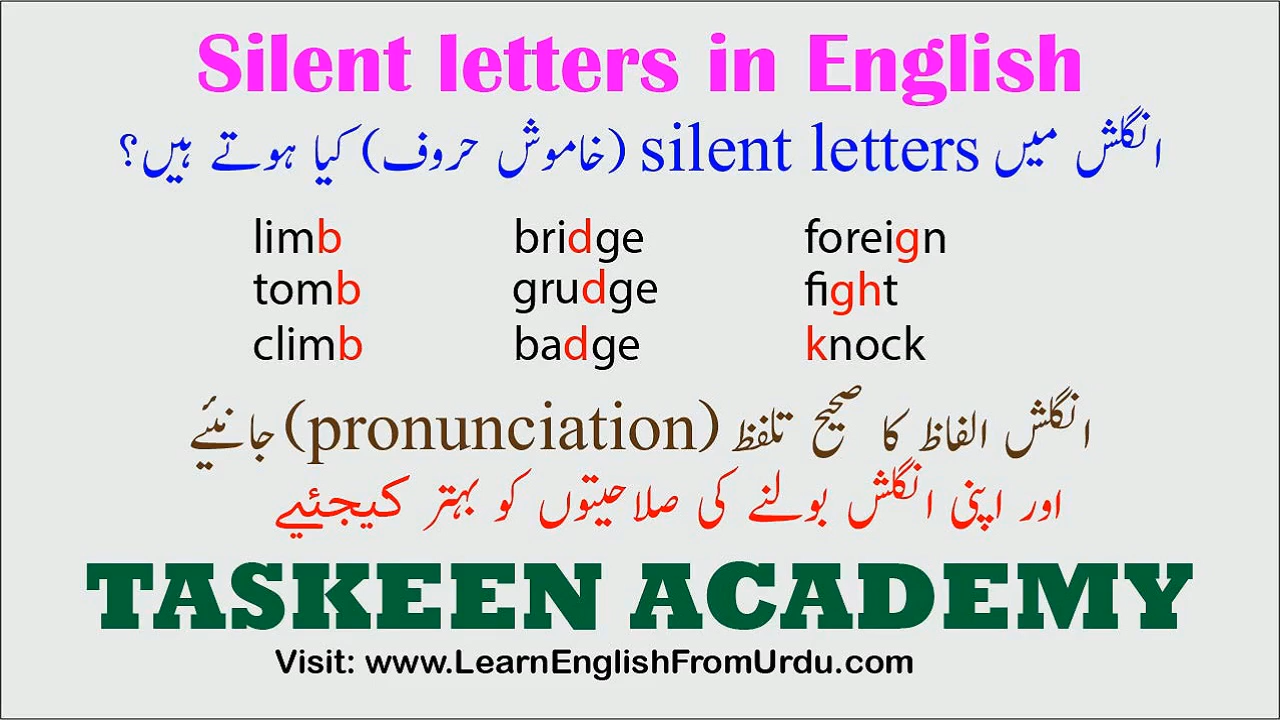 Silent letters in English
انگلش میں silent letters (خاموش حروف) کیا ہوتے ہیں؟
limb bridge foreign
tomb grudge fight
climb badge knock
انگلش الفاظ کا صحیح تلفظ (pronunciation) جانیئے
اور اپنی انگلش بولنے کی صلاحیتوں کو بہتر کیجئیے
TASKEEN ACADEMY
Visit: www.LearnEnglishFromUrdu.com